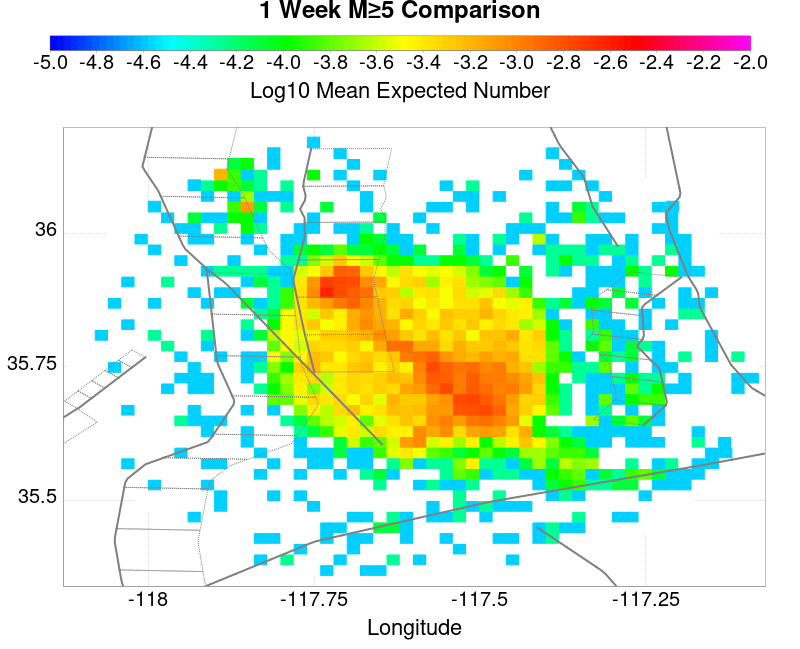 1 Week M≥5 Comparison
-5.0 -4.8 -4.6 -4.4 -4.2 -4.0 -3.8 -3.6 -3.4 -3.2 -3.0 -2.8 -2.6 -2.4 -2.2 -2.0
Log10 Mean Expected Number
36
35.75
35.5
-118 -117.75 -117.5 -117.25
Longitude